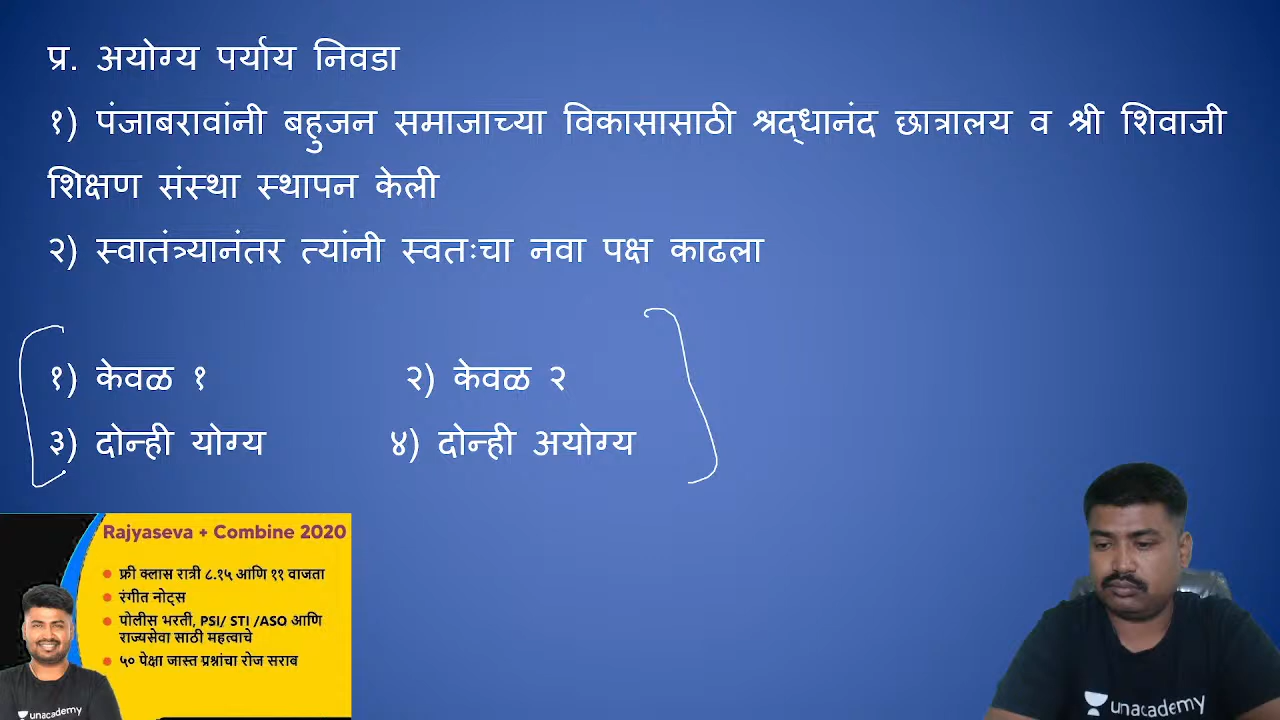 प्र. अयोग्य पर्याय निवडा
१) पंजाबरावांनी बहुजन समाजाच्या विकासासाठी श्रद्धानंद छात्रालय व श्री शिवाजी
शिक्षण संस्था स्थापन केली
२) स्वातंत्र्यानंतर त्यांनी स्वतःचा नवा पक्ष काढला
१) केवळ १ २) केवळ २
३) दोन्ही योग्य ४) दोन्ही अयोग्य
Rajyaseva + Combine 2020
फ्री क्लास रात्री ८.१५ आणि ११ वाजता
रंगीत नोट्स
पोलीस भरती, PSI/ STI /ASO आणि
राज्यसेवा साठी महत्वाचे
५० पेक्षा जास्त प्रश्नांचा रोज सराव
unacademy
unacademy